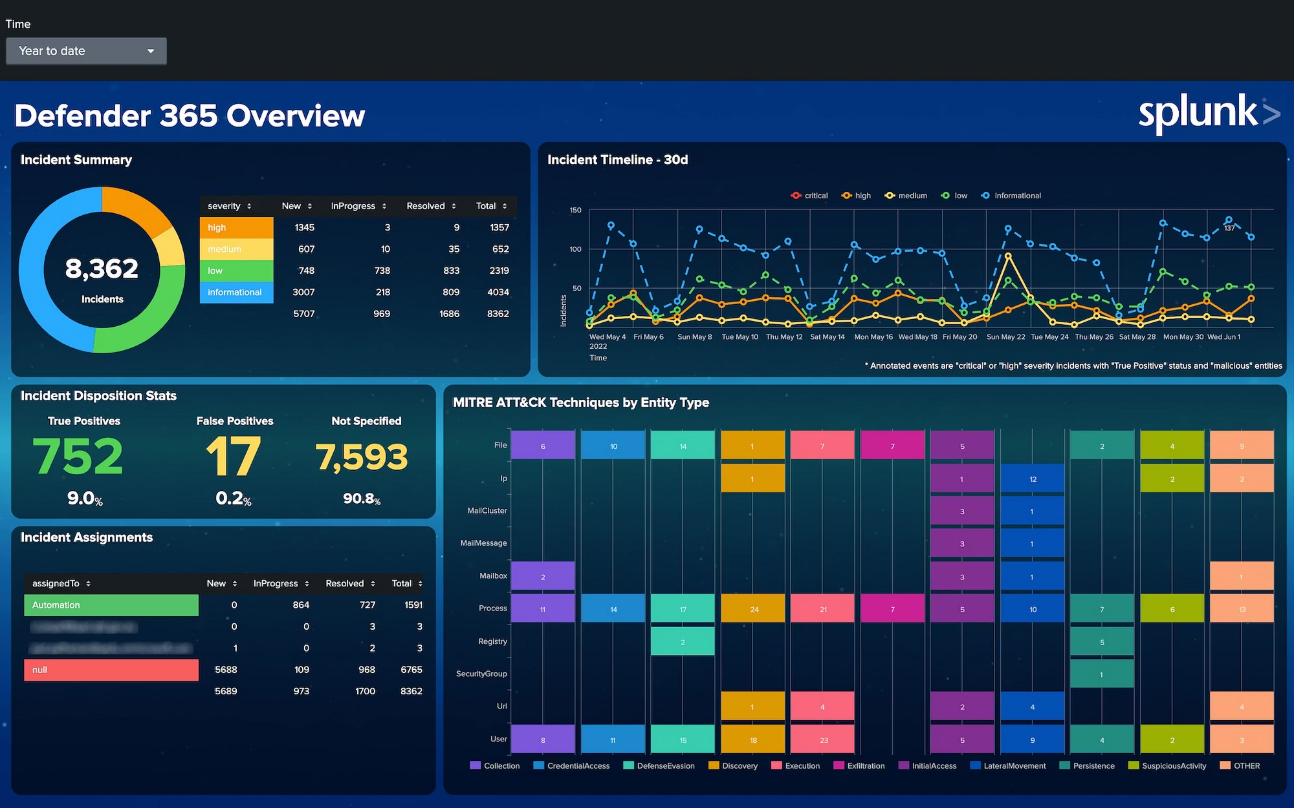 Time
Year to date
Defender 365 Overview
splunk>
Incident Summary
8,362
Incidents
severity New InProgress Resolved Total
high 1345 3 9 1357
medium 607 10 35 652
low 748 738 833 2319
informational 3007 218 809 4034
5707 969 1686 8362
Incident Timeline - 30d
critical high medium low informational
150
100
50
Incidents
137
Wed May 4 Fri May 6 Sun May 8 Tue May 10 Thu May 12 Sat May 14 Mon May 16 Wed May 18 Fri May 20 Sun May 22 Tue May 24 Thu May 26 Sat May 28 Mon May 30 Wed Jun 1
2022
Time
* Annotated events are "critical" or "high" severity incidents with "True Positive" status and "malicious" entities
Incident Disposition Stats
True Positives False Positives Not Specified
752 17 7,593
9.0% 0.2% 90.8%
Incident Assignments
assignedTo New InProgress Resolved Total
Automation 0 864 727 1591
0 0 3 3
1 0 2 3
null 5688 109 968 6765
5689 973 1700 8362
MITRE ATT&CK Techniques by Entity Type
File 6 10 14 1 7 7 5 2 4 9
Ip 1 1 12 2 2
MailCluster 3 1
MailMessage 3 1
Mailbox 2 3 1 1
Process 11 14 17 24 21 7 5 10 7 6 13
Registry 2 5
SecurityGroup 1
Url 1 4 2 4 4
User 8 11 15 18 23 5 9 4 2 3
Collection CredentialAccess DefenseEvasion Discovery Execution Exfiltration InitialAccess LateralMovement Persistence SuspiciousActivity OTHER